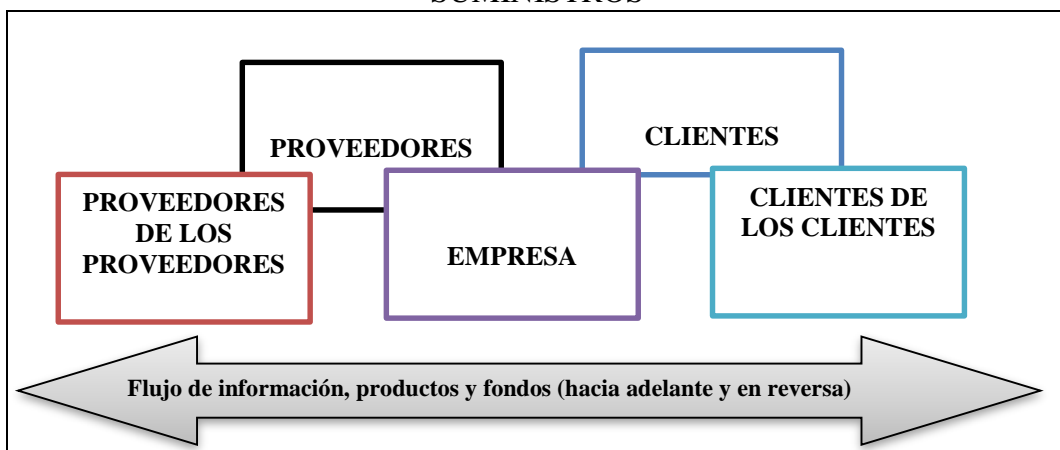 SUMINISTROS
PROVEEDORES
CLIENTES
PROVEEDORES
DE LOS
PROVEEDORES
EMPRESA
CLIENTES DE
LOS CLIENTES
Flujo de información, productos y fondos (hacia adelante y en reversa)